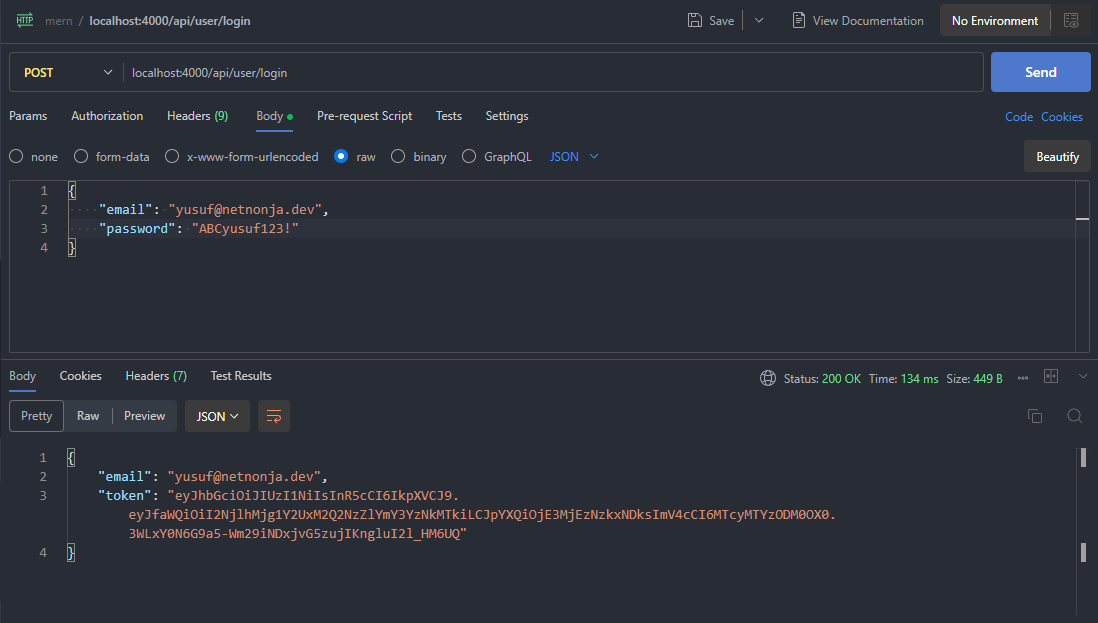 HTTP mern / localhost:4000/api/user/login Save View Documentation No Environment
POST localhost:4000/api/user/login Send
Params Authorization Headers (9) Body Pre-request Script Tests Settings Code Cookies
none form-data x-www-form-urlencoded raw binary GraphQL JSON Beautify
1 {
2 "email": "yusuf@netnonja.dev",
3 "password": "ABCyusuf123!"
4 }
Body Cookies Headers (7) Test Results Status: 200 OK Time: 134 ms Size: 449 B
Pretty Raw Preview JSON
1 {
2 "email": "yusuf@netnonja.dev",
3 "token": "eyJhbGciOiJIUzI1NiIsInR5cCI6IkpXVCJ9.
eyJfaWQiOiI2NjlhMjg1Y2UxM2Q2NzZlYmY3YzNkMTkiLCJpYXQiOjE3MjEzNzkxNDksImV4cCI6MTcyMTYzODM0OX0.
3WLxY0N6G9a5-Wm29iNDxjvG5zujIKngluI2l_HM6UQ"
4 }